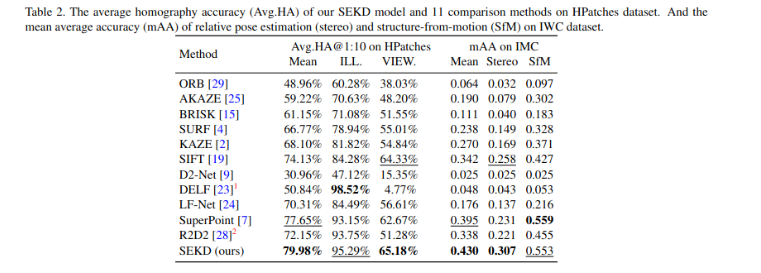 Table 2. The average homography accuracy (Avg.HA) of our SEKD model and 11 comparison methods on HPatches dataset. And the
mean average accuracy (mAA) of relative pose estimation (stereo) and structure-from-motion (SfM) on IWC dataset.
Method Avg.HA@1:10 on HPatches mAA on IMC
Mean ILL. VIEW. Mean Stereo SfM
ORB [29] 48.96% 60.28% 38.03% 0.064 0.032 0.097
AKAZE [25] 59.22% 70.63% 48.20% 0.190 0.079 0.302
BRISK [15] 61.15% 71.08% 51.55% 0.111 0.040 0.183
SURF [4] 66.77% 78.94% 55.01% 0.238 0.149 0.328
KAZE [2] 68.10% 81.82% 54.84% 0.270 0.169 0.371
SIFT [19] 74.13% 84.28% 64.33% 0.342 0.258 0.427
D2-Net [9] 30.96% 47.12% 15.35% 0.025 0.025 0.025
DELF [23]1 50.84% 98.52% 4.77% 0.048 0.043 0.053
LF-Net [24] 70.31% 84.49% 56.61% 0.176 0.137 0.216
SuperPoint [7] 77.65% 93.15% 62.67% 0.395 0.231 0.559
R2D2 [28]2 72.15% 93.75% 51.28% 0.338 0.221 0.455
SEKD (ours) 79.98% 95.29% 65.18% 0.430 0.307 0.553